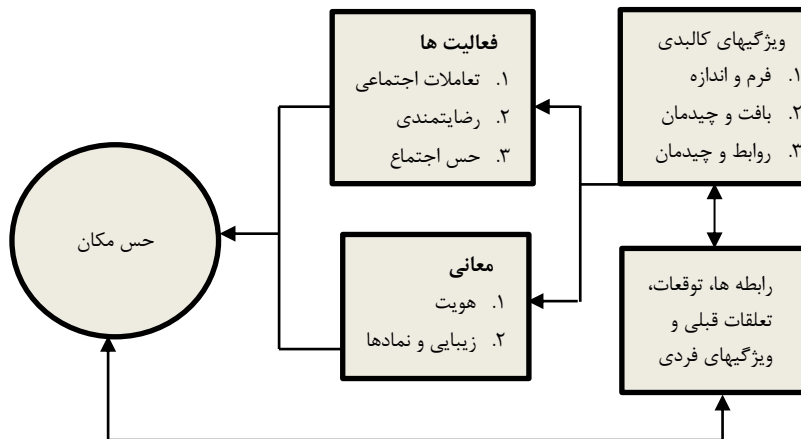 ویژگیهای کالبدی
۱. فرم و اندازه
۲. بافت و چیدمان
۳. روابط و چیدمان
فعالیت ها
۱. تعاملات اجتماعی
۲. رضایتمندی
۳. حس اجتماع
حس مکان
معانی
۱. هویت
۲. زیبایی و نمادها
رابطه ها، توقعات،
تعلقات قبلی و
ویژگیهای فردی